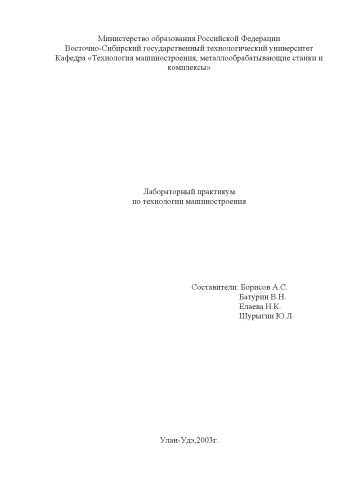 Министерство образования Российской Федерации
Восточно-Сибирский государственный технологический университет
Кафедра «Технология машиностроения, металлообрабатывающие станки и
комплексы»
Лабораторный практикум
по технологии машиностроения
Составители: Борисов А.С.
Батурин В.Н.
Елаева Н.К.
Шурыгин Ю.Л.
Улан-Удэ,2003г.